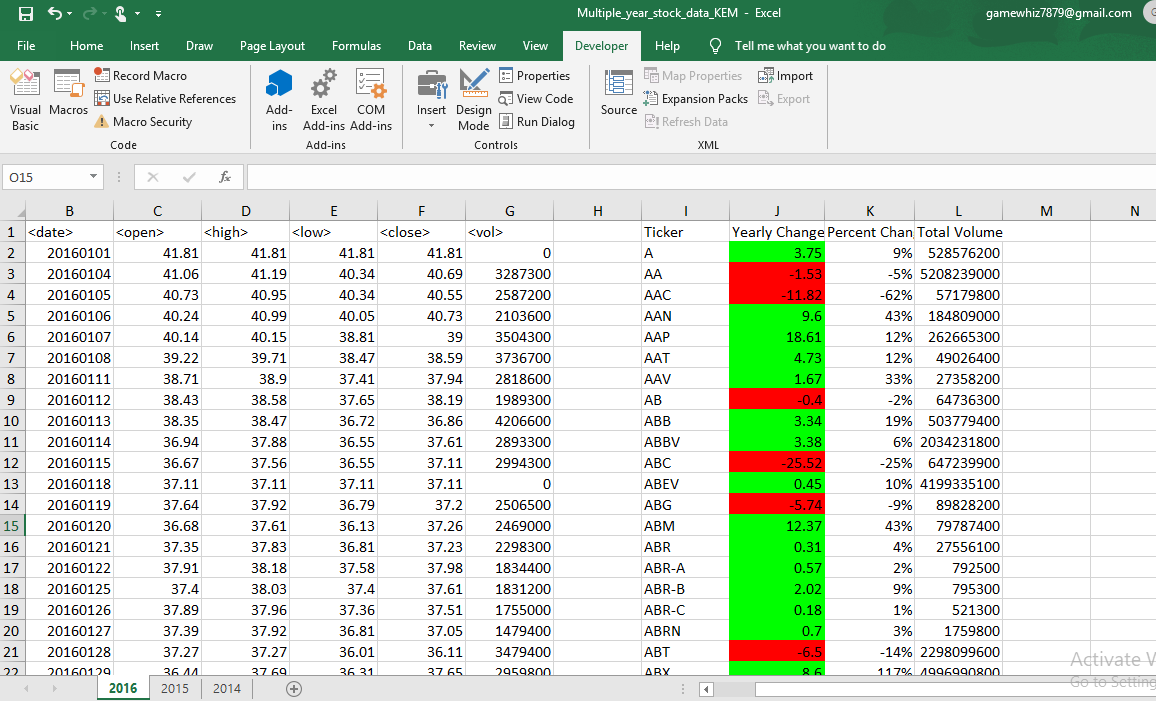 Multiple_year_stock_data_KEM - Excel
gamewhiz7879@gmail.com
File Home Insert Draw Page Layout Formulas Data Review View Developer Help Tell me what you want to do
Visual Basic
Macros
Record Macro
Use Relative References
Macro Security
Code
Add-ins
Excel Add-ins
COM Add-ins
Add-ins
Insert
Design Mode
Properties
View Code
Run Dialog
Controls
Source
Map Properties
Expansion Packs
Refresh Data
Import
Export
XML
O15 fx
B C D E F G H I J K L M N
1 <date> <open> <high> <low> <close> <vol> Ticker Yearly Change Percent Chan Total Volume
2 20160101 41.81 41.81 41.81 41.81 0 A 3.75 9% 528576200
3 20160104 41.06 41.19 40.34 40.69 3287300 AA -1.53 -5% 5208239000
4 20160105 40.73 40.95 40.34 40.55 2587200 AAC -11.82 -62% 57179800
5 20160106 40.24 40.99 40.05 40.73 2103600 AAN 9.6 43% 184809000
6 20160107 40.14 40.15 38.81 39 3504300 AAP 18.61 12% 262665300
7 20160108 39.22 39.71 38.47 38.59 3736700 AAT 4.73 12% 49026400
8 20160111 38.71 38.9 37.41 37.94 2818600 AAV 1.67 33% 27358200
9 20160112 38.43 38.58 37.65 38.19 1989300 AB -0.4 -2% 64736300
10 20160113 38.35 38.47 36.72 36.86 4206600 ABB 3.34 19% 503779400
11 20160114 36.94 37.88 36.55 37.61 2893300 ABBV 3.38 6% 2034231800
12 20160115 36.67 37.56 36.55 37.11 2994300 ABC -25.52 -25% 647239900
13 20160118 37.11 37.11 37.11 37.11 0 ABEV 0.45 10% 4199335100
14 20160119 37.64 37.92 36.79 37.2 2506500 ABG -5.74 -9% 89828200
15 20160120 36.68 37.61 36.13 37.26 2469000 ABM 12.37 43% 79787400
16 20160121 37.35 37.83 36.81 37.23 2298300 ABR 0.31 4% 27556100
17 20160122 37.91 38.18 37.58 37.98 1834400 ABR-A 0.57 2% 792500
18 20160125 37.4 38.03 37.4 37.61 1831200 ABR-B 2.02 9% 795300
19 20160126 37.89 37.96 37.36 37.51 1755000 ABR-C 0.18 1% 521300
20 20160127 37.39 37.92 36.81 37.05 1479400 ABRN 0.7 3% 1759800
21 20160128 37.27 37.27 36.01 36.11 3479400 ABT -6.5 -14% 2298099600
22 20160129 36.44 37.69 36.31 37.65 2959800 ABX 8.6 117% 4996990800
Activate W
Go to Setting
2016 2015 2014